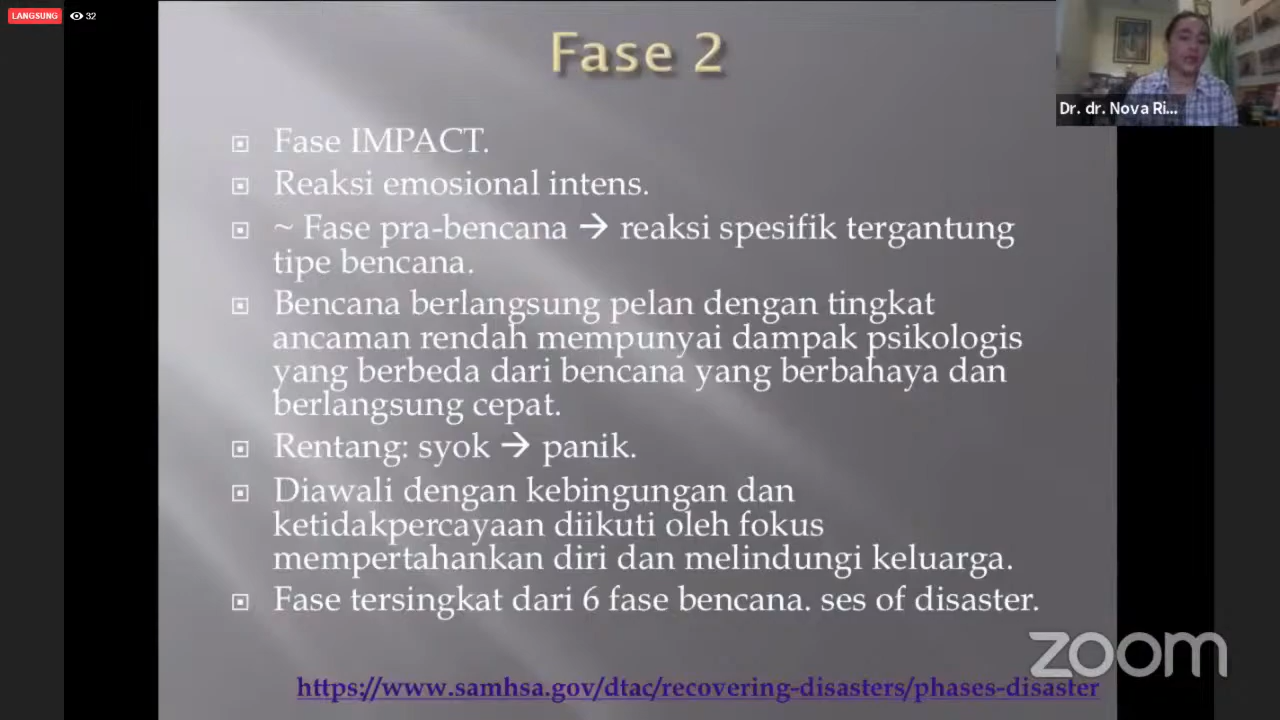 LANGSUNG 32
Fase 2
Dr. dr. Nova Ri...
Fase IMPACT.
Reaksi emosional intens.
~ Fase pra-bencana → reaksi spesifik tergantung
tipe bencana.
Bencana berlangsung pelan dengan tingkat
ancaman rendah mempunyai dampak psikologis
yang berbeda dari bencana yang berbahaya dan
berlangsung cepat.
Rentang: syok → panik.
Diawali dengan kebingungan dan
ketidakpercayaan diikuti oleh fokus
mempertahankan diri dan melindungi keluarga.
Fase tersingkat dari 6 fase bencana. ses of disaster.
zoom
https://www.samhsa.gov/dtac/recovering-disasters/phases-disaster